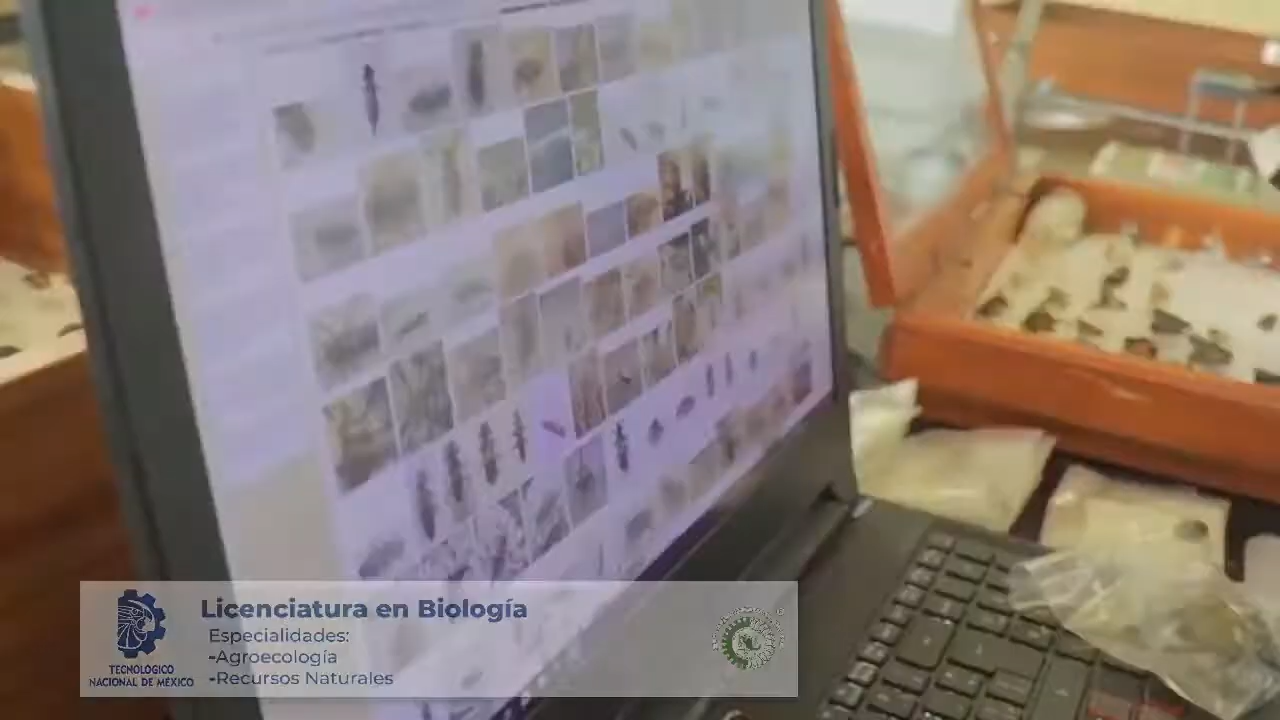 Licenciatura en Biología
Especialidades:
-Agroecología
-Recursos Naturales
TECNOLÓGICO
NACIONAL DE MÉXICO